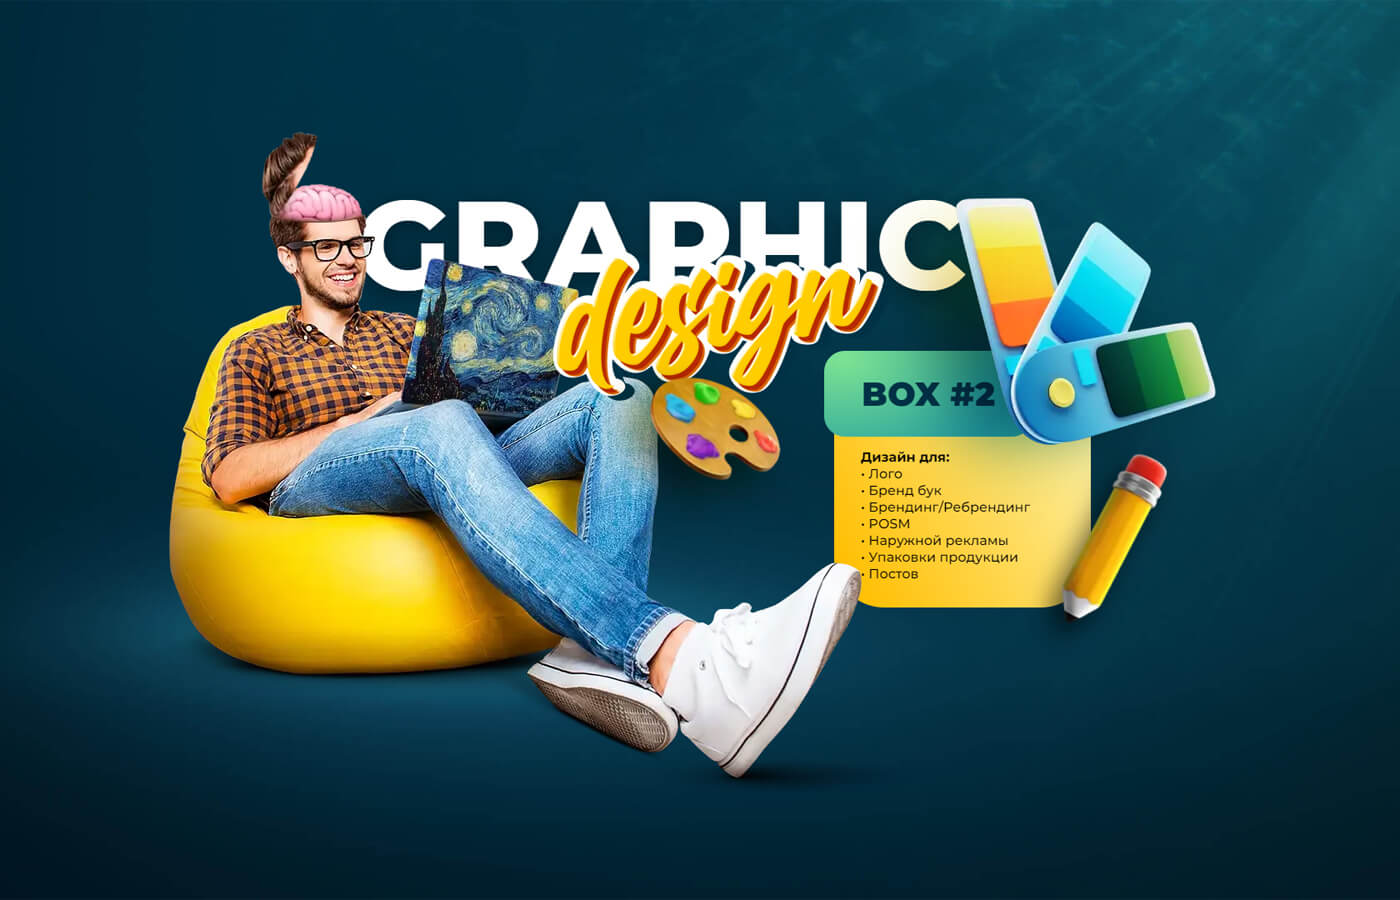 GRAPHIC
design
BOX #2
Дизайн для:
• Лого
• Бренд бук
• Брендинг/Ребрендинг
• POSM
• Наружной рекламы
• Упаковки продукции
• Постов